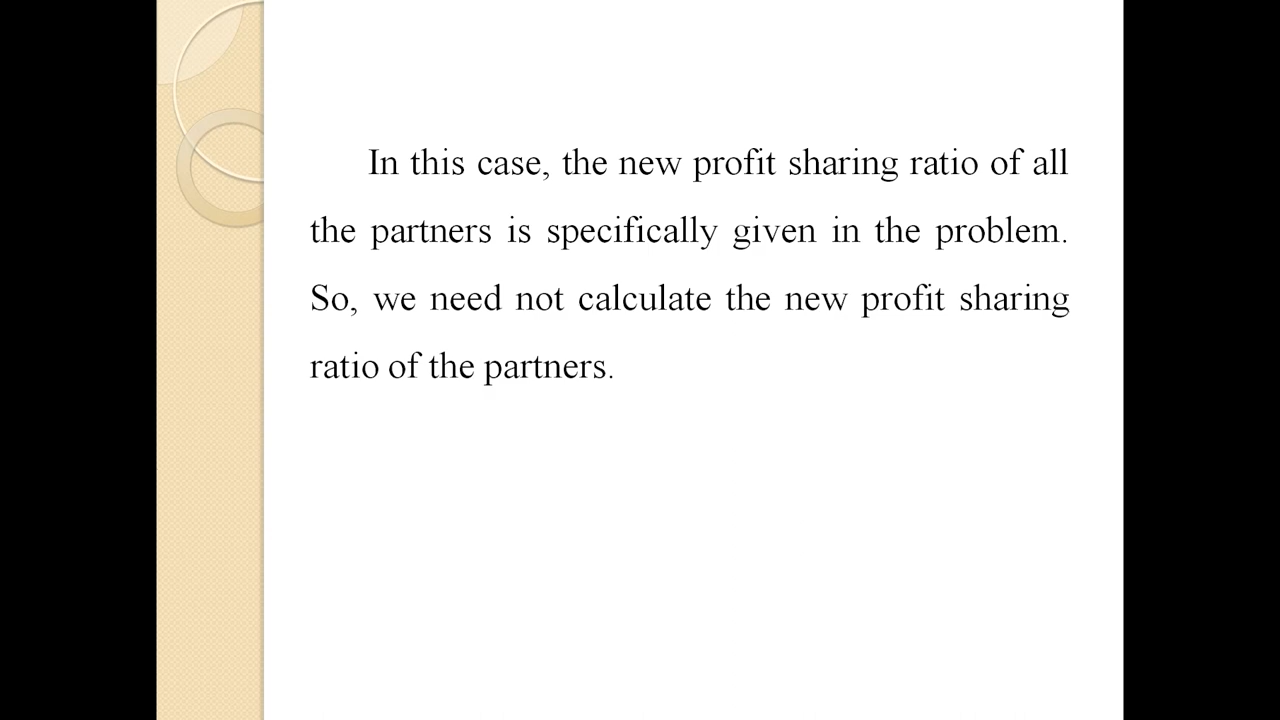 In this case, the new profit sharing ratio of all
the partners is specifically given in the problem.
So, we need not calculate the new profit sharing
ratio of the partners.